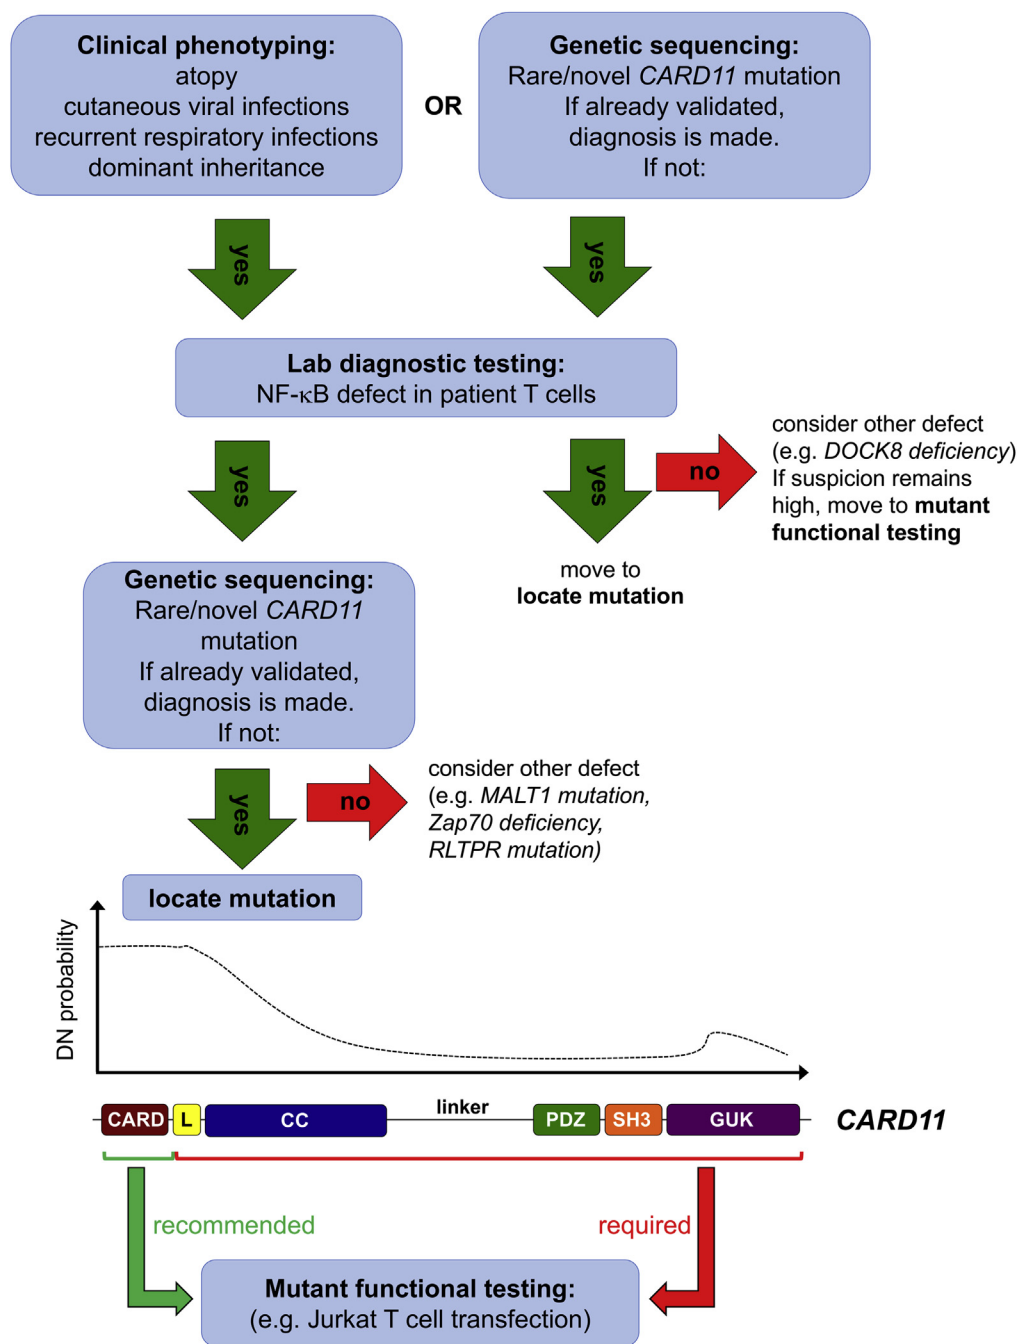 Clinical phenotyping:
atopy
cutaneous viral infections
recurrent respiratory infections
dominant inheritance
OR
Genetic sequencing:
Rare/novel CARD11 mutation
If already validated,
diagnosis is made.
If not:
yes
yes
Lab diagnostic testing:
NF-κB defect in patient T cells
yes
yes
no
consider other defect
(e.g. DOCK8 deficiency)
If suspicion remains
high, move to mutant
functional testing
move to
locate mutation
Genetic sequencing:
Rare/novel CARD11
mutation
If already validated,
diagnosis is made.
If not:
yes
no
consider other defect
(e.g. MALT1 mutation,
Zap70 deficiency,
RLTPR mutation)
locate mutation
DN probability
CARD
L
CC
linker
PDZ
SH3
GUK
CARD11
recommended
required
Mutant functional testing:
(e.g. Jurkat T cell transfection)